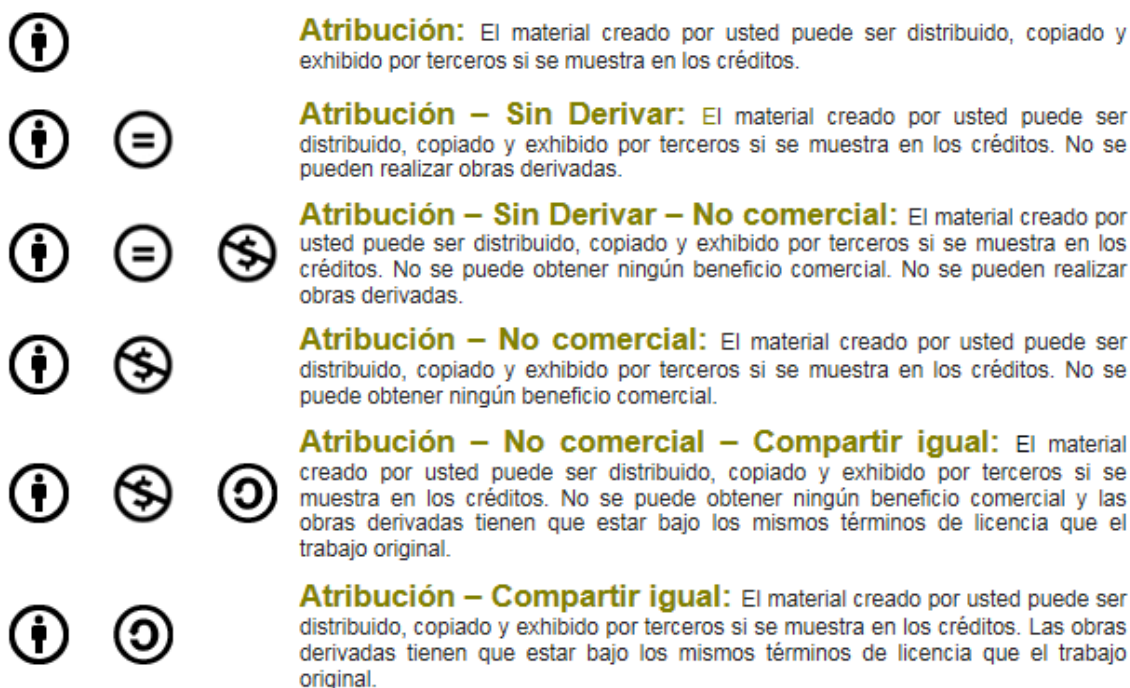 Atribución: El material creado por usted puede ser distribuido, copiado y
exhibido por terceros si se muestra en los créditos.
Atribución – Sin Derivar: El material creado por usted puede ser
distribuido, copiado y exhibido por terceros si se muestra en los créditos. No se
pueden realizar obras derivadas.
Atribución – Sin Derivar – No comercial: El material creado por
usted puede ser distribuido, copiado y exhibido por terceros si se muestra en los
créditos. No se puede obtener ningún beneficio comercial. No se pueden realizar
obras derivadas.
Atribución – No comercial: El material creado por usted puede ser
distribuido, copiado y exhibido por terceros si se muestra en los créditos. No se
puede obtener ningún beneficio comercial.
Atribución – No comercial – Compartir igual: El material
creado por usted puede ser distribuido, copiado y exhibido por terceros si se
muestra en los créditos. No se puede obtener ningún beneficio comercial y las
obras derivadas tienen que estar bajo los mismos términos de licencia que el
trabajo original.
Atribución – Compartir igual: El material creado por usted puede ser
distribuido, copiado y exhibido por terceros si se muestra en los créditos. Las obras
derivadas tienen que estar bajo los mismos términos de licencia que el trabajo
original.